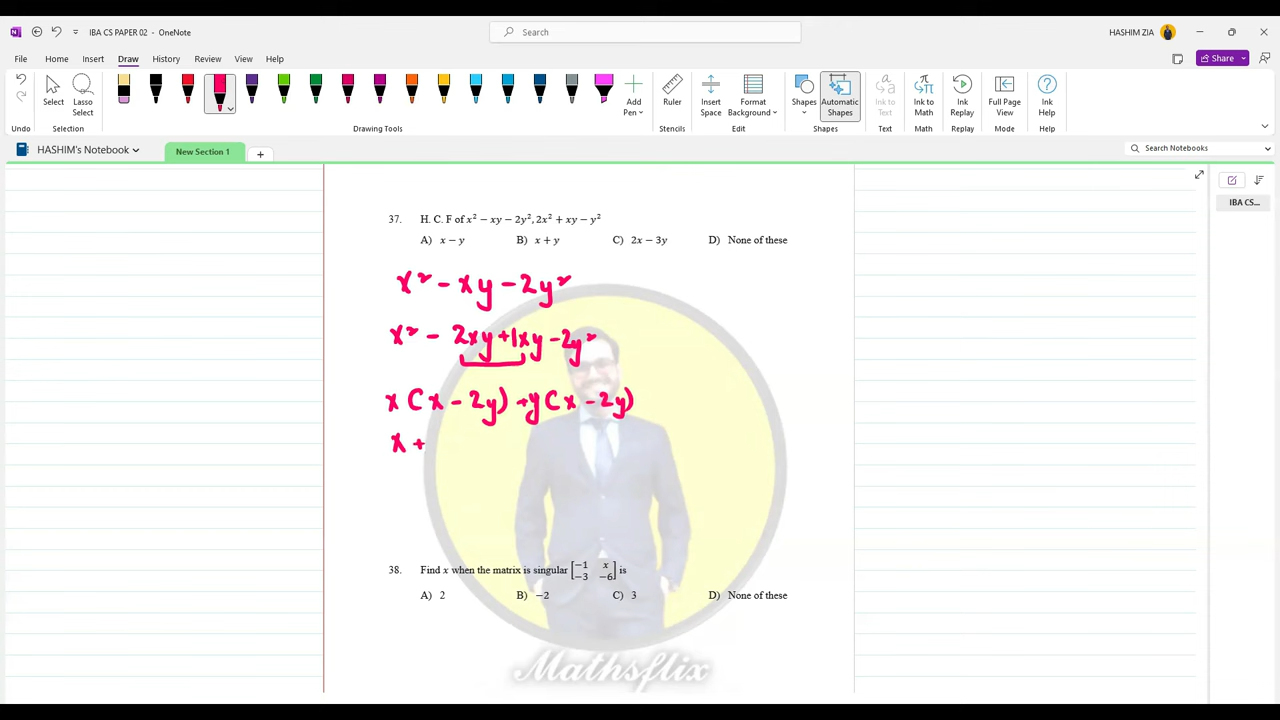 IBA CS PAPER 02 - OneNote
Search
HASHIM ZIA
File Home Insert Draw History Review View Help
Share
Select
Lasso Select
Add Pen
Ruler
Insert Space
Format Background
Shapes
Automatic Shapes
Ink to Text
Ink to Math
Ink Replay
Full Page View
Ink Help
Undo Selection Drawing Tools Stencils Edit Shapes Text Math Replay Mode Help
HASHIM's Notebook
New Section 1
Search Notebooks
IBA CS...
37. H. C. F of x² − xy − 2y², 2x² + xy − y²
A) x − y B) x + y C) 2x − 3y D) None of these
x² − xy − 2y²
x² − 2xy + 1xy − 2y²
x (x − 2y) + y (x − 2y)
x +
38. Find x when the matrix is singular [−1 x
−3 −6] is
A) 2 B) −2 C) 3 D) None of these
Mathsflix